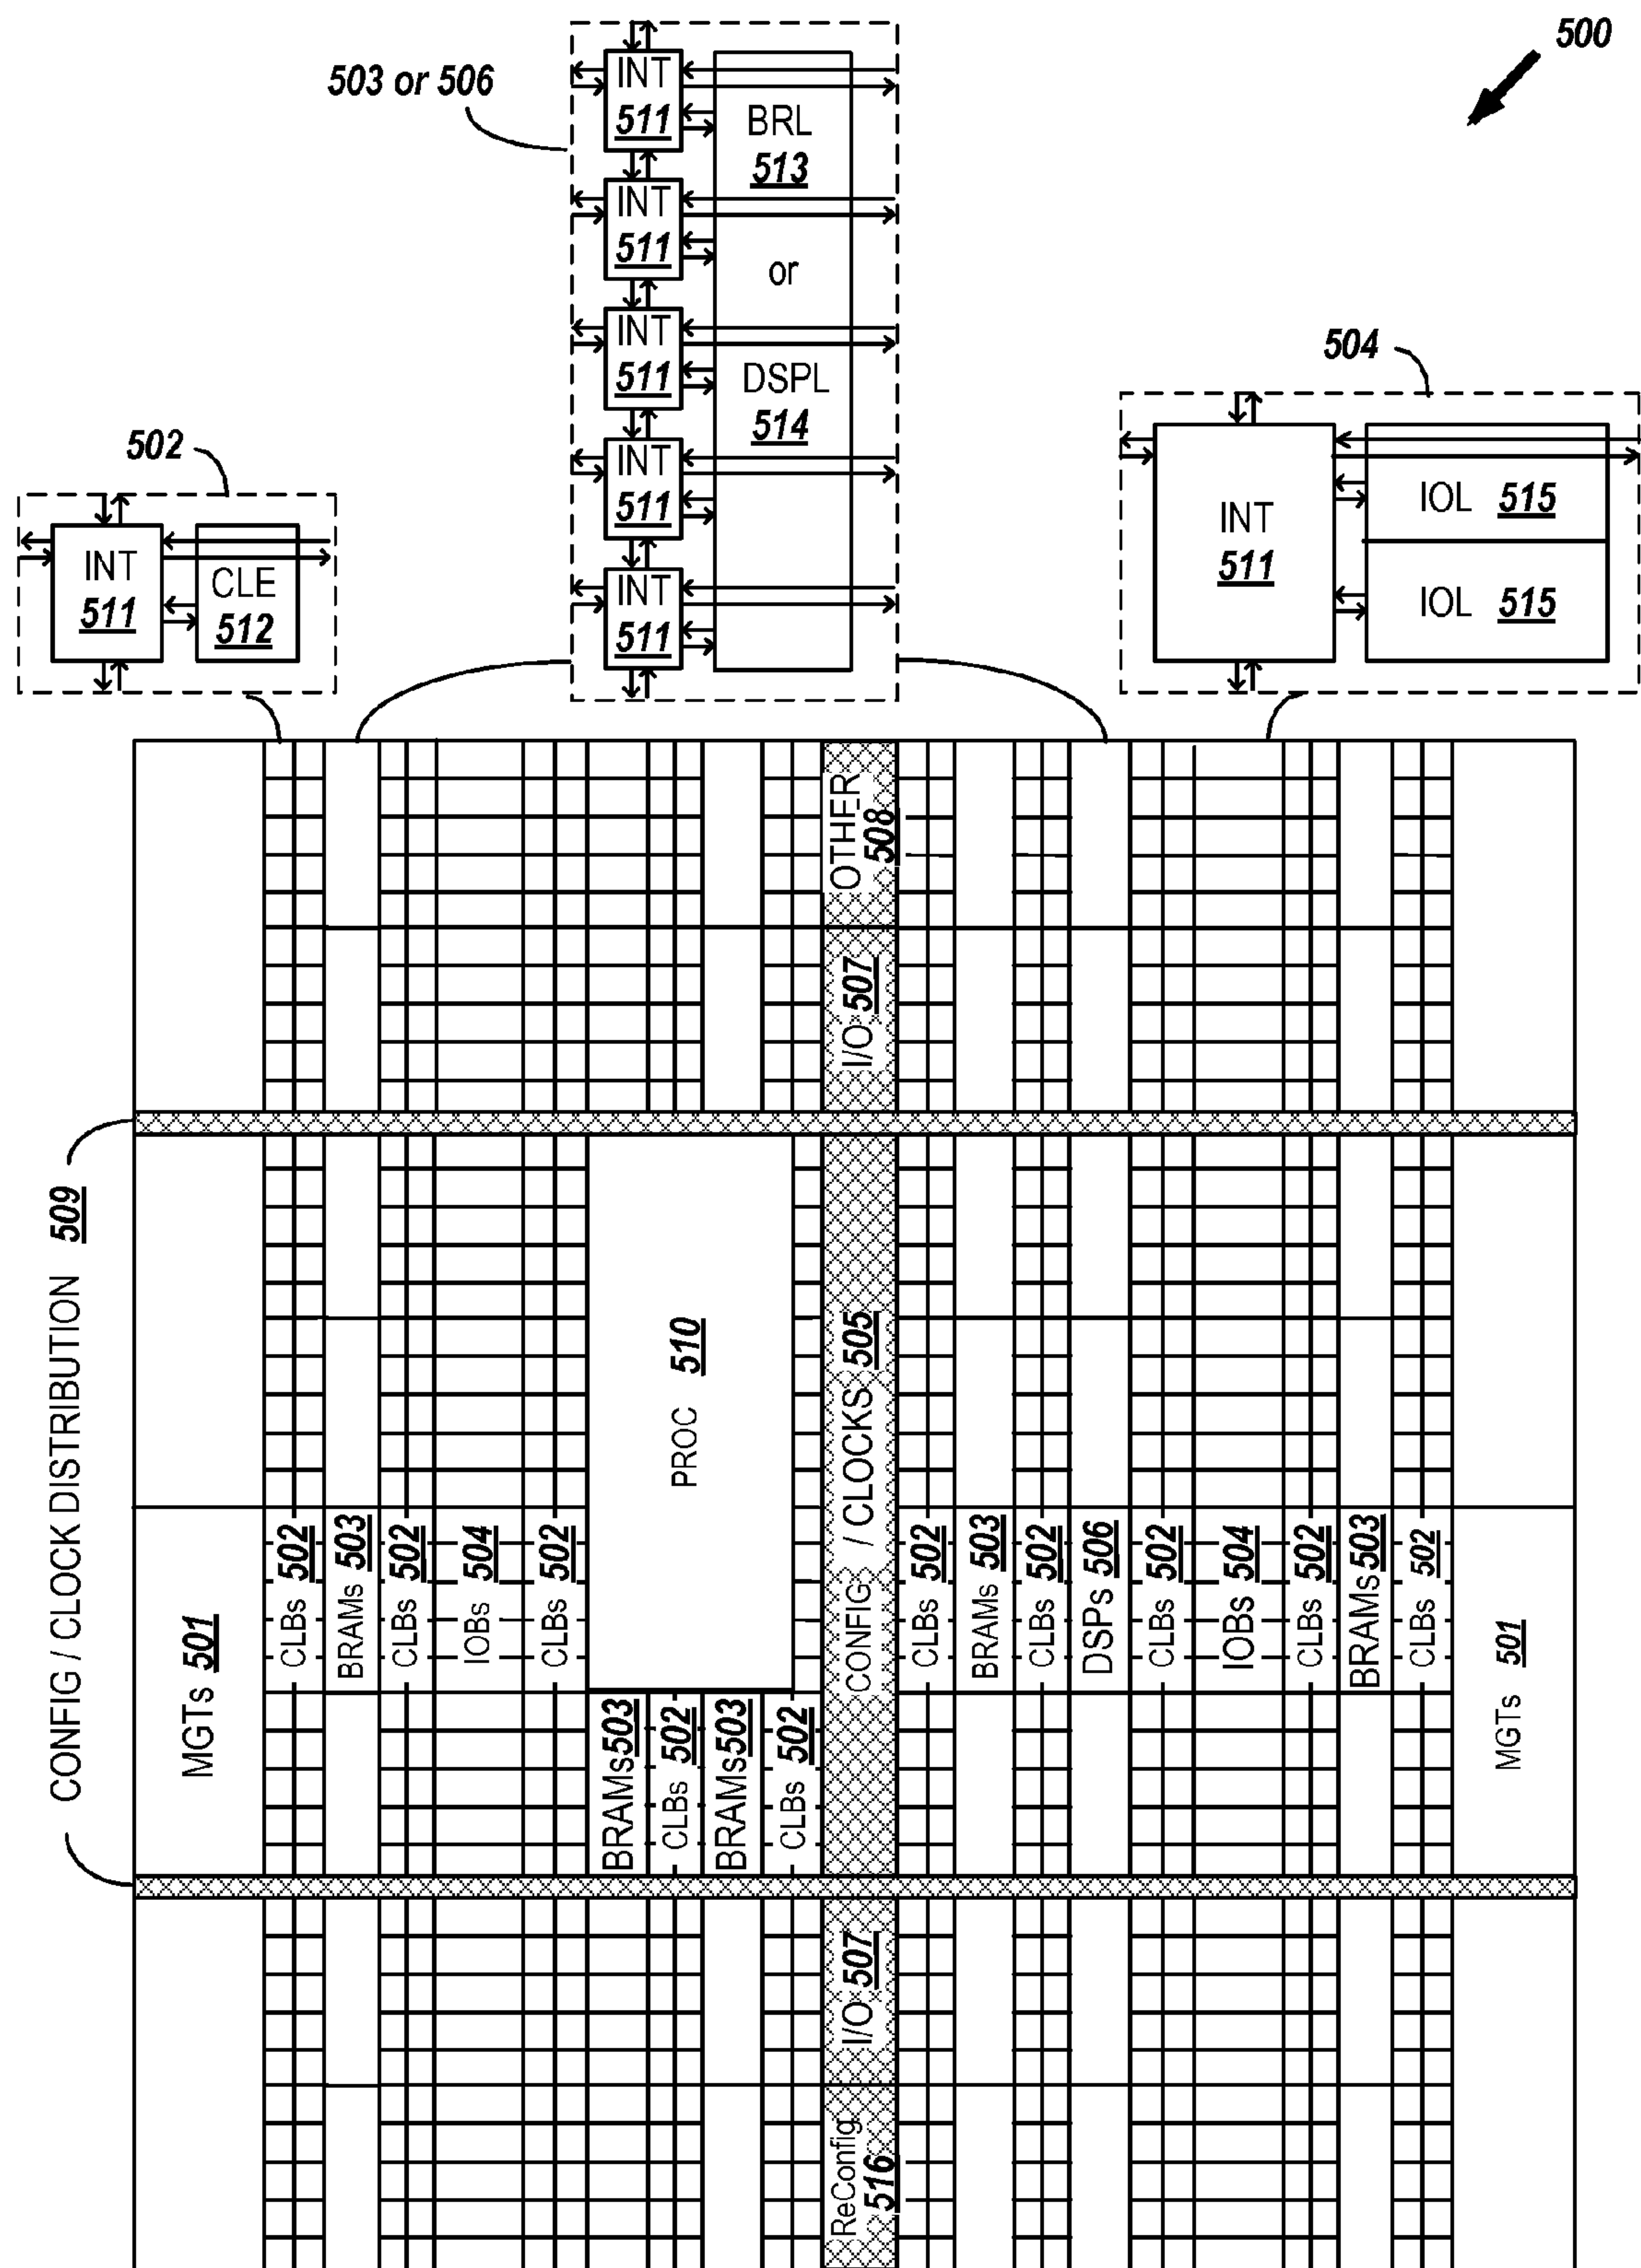 500
503 or 506
INT
511
INT
511
INT
511
INT
511
INT
511
BRL
513
or
DSPL
514
504
INT
511
IOL 515
IOL 515
502
INT
511
CLE
512
OTHER
508
I/O 507
CONFIG / CLOCK DISTRIBUTION 509
PROC 510
CONFIG / CLOCKS 505
MGTs 501
CLBs 502
BRAMs 503
CLBs 502
IOBs 504
CLBs 502
CLBs 502
BRAMs 503
CLBs 502
DSPs 506
CLBs 502
IOBs 504
CLBs 502
BRAMs 503
CLBs 502
MGTs 501
BRAMs 503
CLBs 502
BRAMs 503
CLBs 502
I/O 507
ReConfig
516